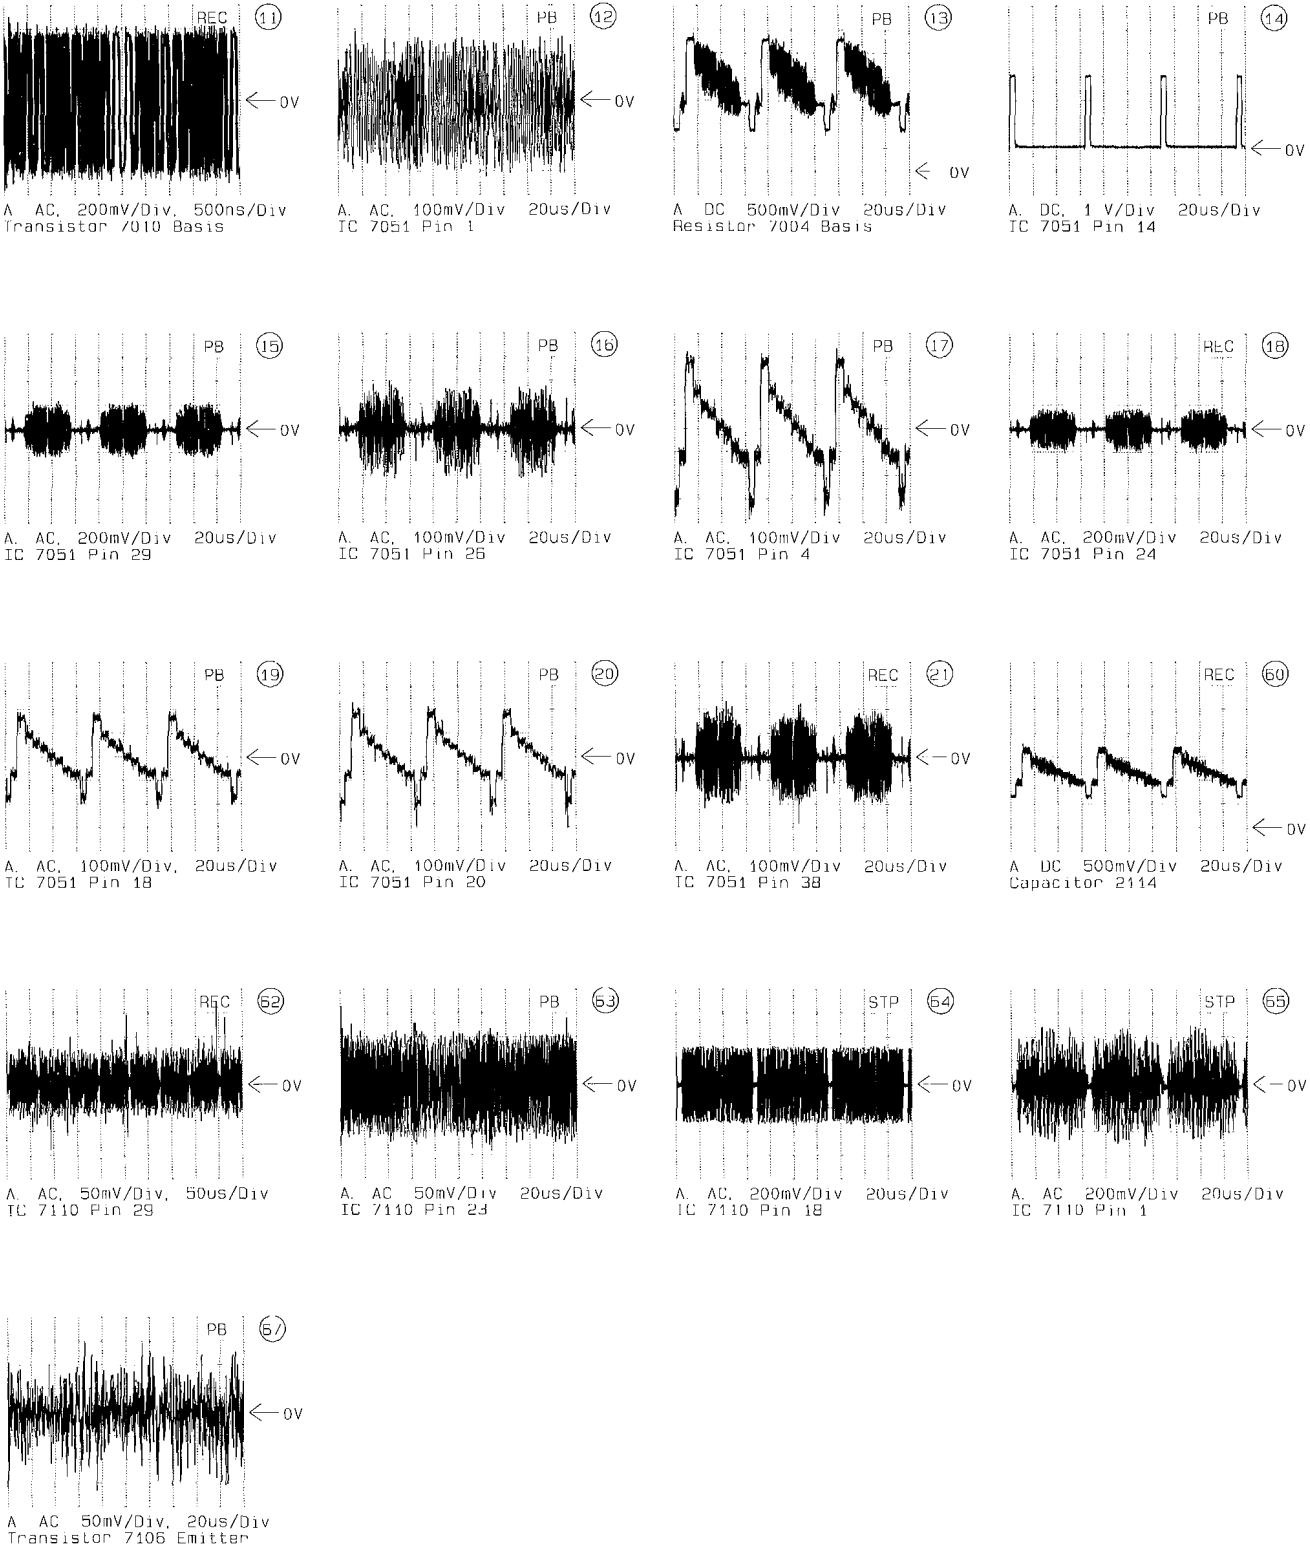 REC 11
0V
A AC, 200mV/Div, 500ns/Div
Transistor 7010 Basis
PB 12
0V
A. AC, 100mV/Div 20us/Div
IC 7051 Pin 1
PB 13
0V
A DC 500mV/Div 20us/Div
Resistor 7004 Basis
PB 14
0V
A. DC, 1 V/Div 20us/Div
IC 7051 Pin 14
PB 15
0V
A. AC, 200mV/Div 20us/Div
IC 7051 Pin 29
PB 16
0V
A. AC, 100mV/Div 20us/Div
IC 7051 Pin 26
PB 17
0V
A. AC, 100mV/Div 20us/Div
IC 7051 Pin 4
REC 18
0V
A. AC, 200mV/Div 20us/Div
IC 7051 Pin 24
PB 19
0V
A. AC, 100mV/Div, 20us/Div
IC 7051 Pin 18
PB 20
0V
A. AC, 100mV/Div 20us/Div
IC 7051 Pin 20
REC 21
0V
A. AC, 100mV/Div 20us/Div
IC 7051 Pin 38
REC 60
0V
A DC 500mV/Div 20us/Div
Capacitor 2114
REC 62
0V
A. AC, 50mV/Div, 50us/Div
IC 7110 Pin 29
PB 63
0V
A. AC 50mV/Div 20us/Div
IC 7110 Pin 23
STP 64
0V
A. AC, 200mV/Div 20us/Div
IC 7110 Pin 18
STP 65
0V
A. AC 200mV/Div 20us/Div
IC 7110 Pin 1
PB 67
0V
A AC 50mV/Div, 20us/Div
Transistor 7106 Emitter